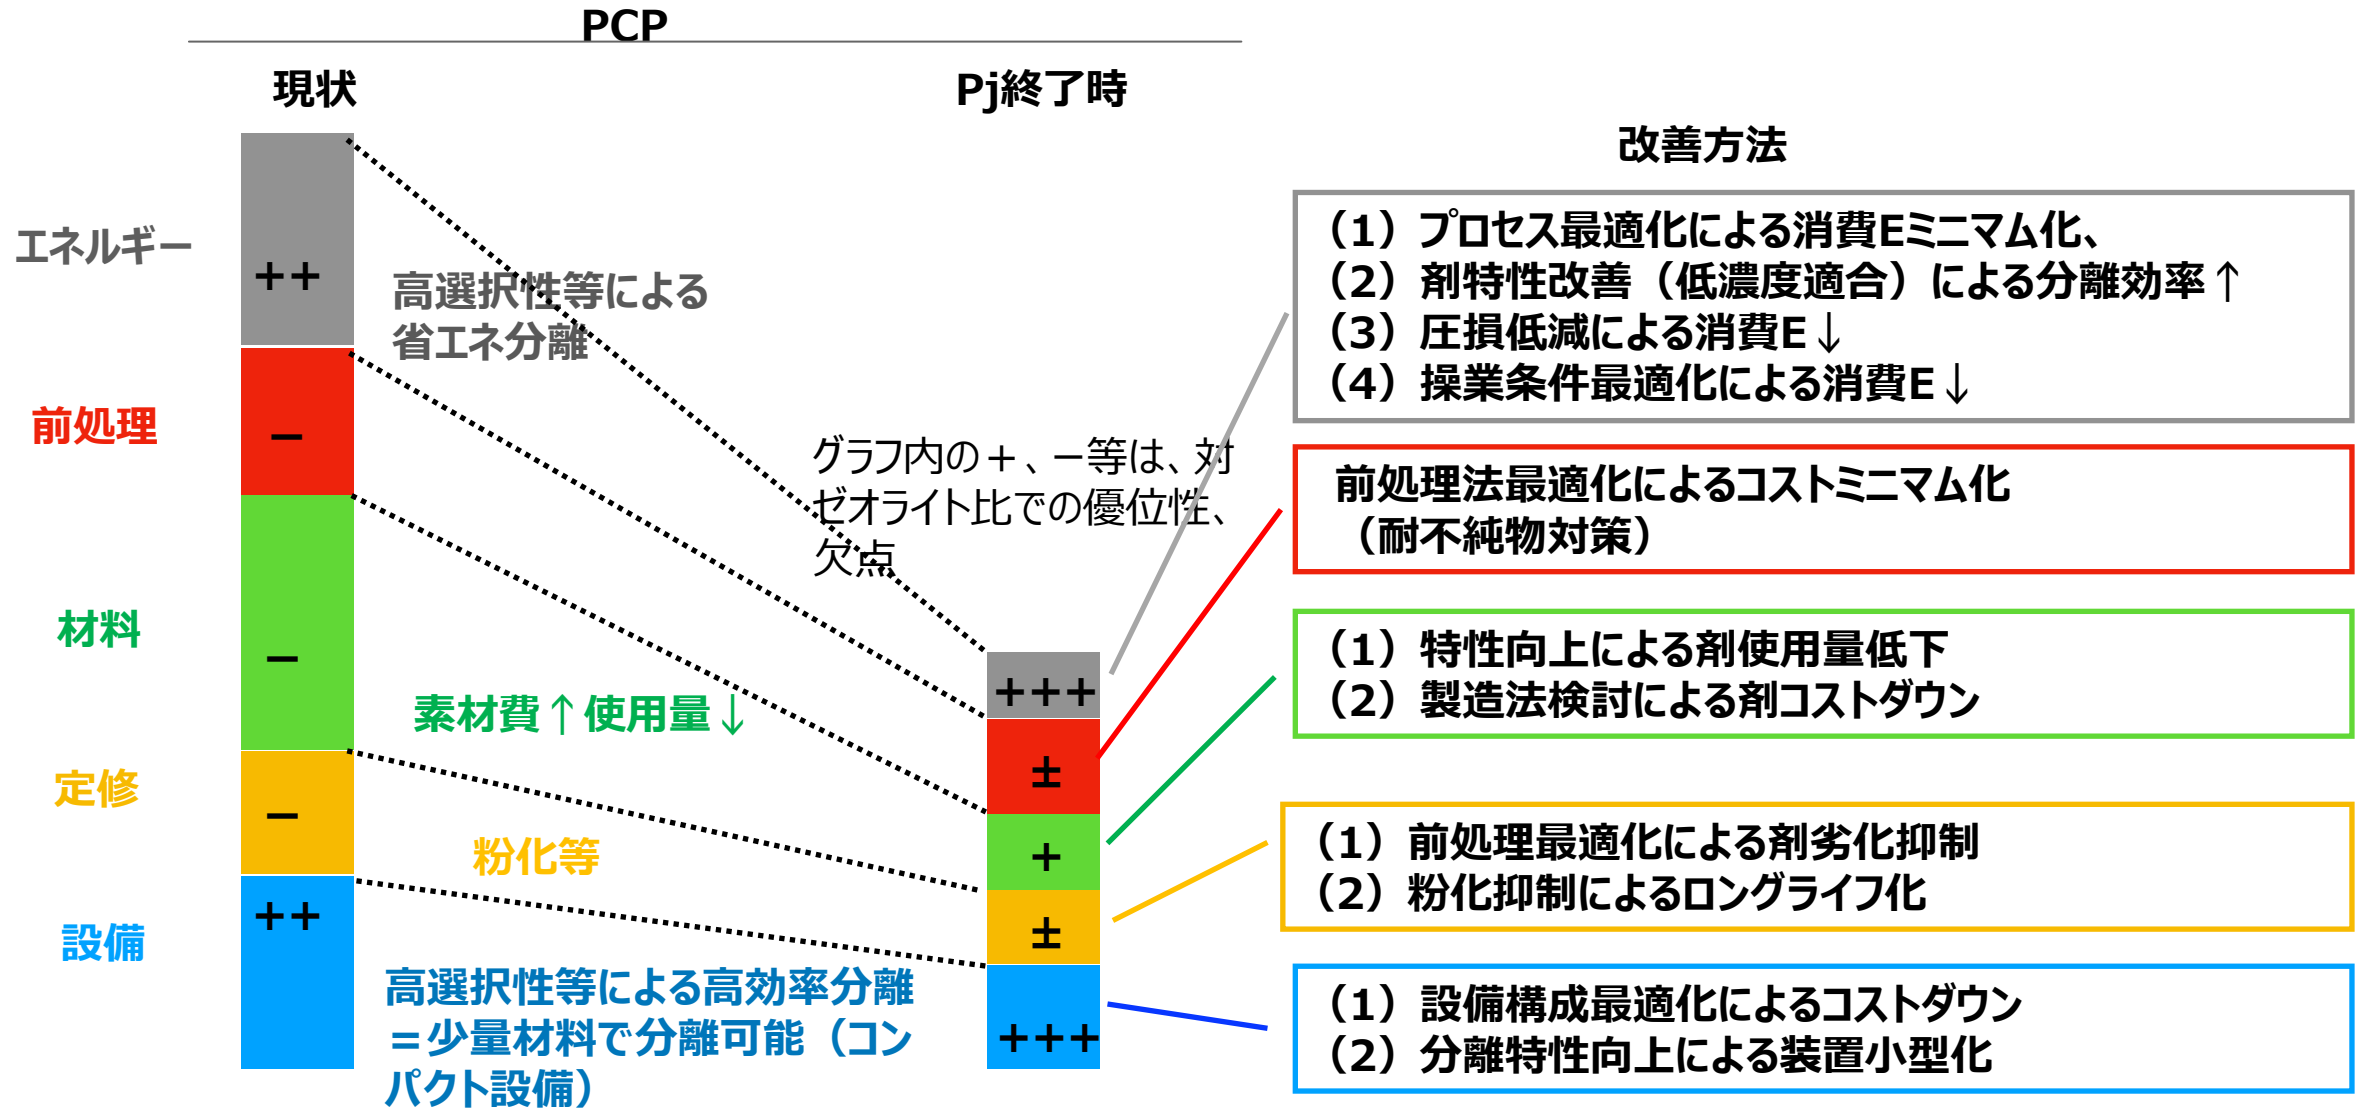 PCP
現状
Pj終了時
改善方法
エネルギー
++
高選択性等による
省エネ分離
+++
（1）プロセス最適化による消費Eミニマム化、
（2）剤特性改善（低濃度適合）による分離効率↑
（3）圧損低減による消費E↓
（4）操業条件最適化による消費E↓
グラフ内の＋、－等は、対
ゼオライト比での優位性、
欠点
前処理
－
±
前処理法最適化によるコストミニマム化
（耐不純物対策）
材料
－
素材費↑使用量↓
+
（1）特性向上による剤使用量低下
（2）製造法検討による剤コストダウン
定修
－
粉化等
±
（1）前処理最適化による剤劣化抑制
（2）粉化抑制によるロングライフ化
設備
++
高選択性等による高効率分離
＝少量材料で分離可能（コン
パクト設備）
+++
（1）設備構成最適化によるコストダウン
（2）分離特性向上による装置小型化